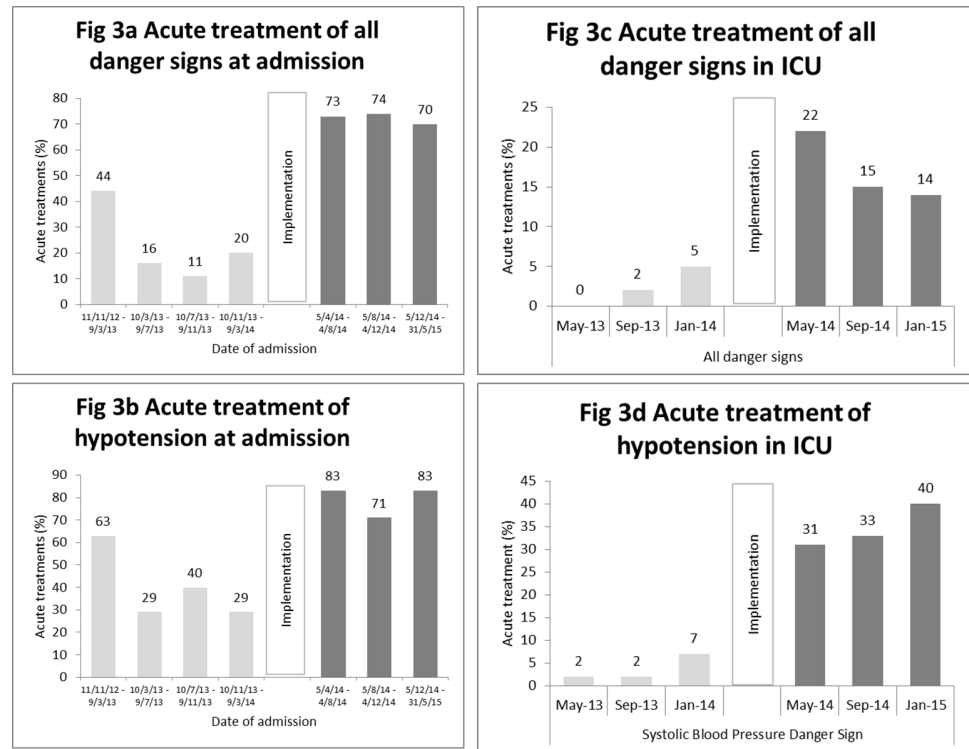 Fig 3a Acute treatment of all
danger signs at admission
Acute treatments (%)
80
70
60
50
40
30
20
10
0
44
16
11
20
Implementation
73
74
70
11/11/12 - 10/3/13 - 10/7/13 - 10/11/13 - 5/4/14 - 5/8/14 - 5/12/14 -
9/3/13 9/7/13 9/11/13 9/3/14 4/8/14 4/12/14 31/5/15
Date of admission
Fig 3c Acute treatment of all
danger signs in ICU
Acute treatments (%)
25
20
15
10
5
0
0
2
5
Implementation
22
15
14
May-13 Sep-13 Jan-14 May-14 Sep-14 Jan-15
All danger signs
Fig 3b Acute treatment of
hypotension at admission
Acute treatments (%)
90
80
70
60
50
40
30
20
10
0
63
29
40
29
Implementation
83
71
83
11/11/12 - 10/3/13 - 10/7/13 - 10/11/13 - 5/4/14 - 5/8/14 - 5/12/14 -
9/3/13 9/7/13 9/11/13 9/3/14 4/8/14 4/12/14 31/5/15
Date of admission
Fig 3d Acute treatment of
hypotension in ICU
Acute treatment (%)
45
40
35
30
25
20
15
10
5
0
2
2
7
Implementation
31
33
40
May-13 Sep-13 Jan-14 May-14 Sep-14 Jan-15
Systolic Blood Pressure Danger Sign